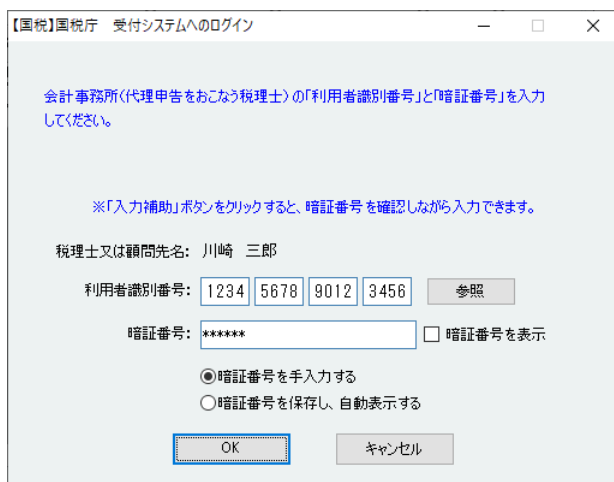 【国税】国税庁　受付システムへのログイン
会計事務所(代理申告をおこなう税理士)の「利用者識別番号」と「暗証番号」を入力
してください。
※「入力補助」ボタンをクリックすると、暗証番号を確認しながら入力できます。
税理士又は顧問先名: 川崎　三郎
利用者識別番号: 1234 5678 9012 3456 参照
暗証番号: ****** 暗証番号を表示
暗証番号を手入力する
暗証番号を保存し、自動表示する
OK キャンセル